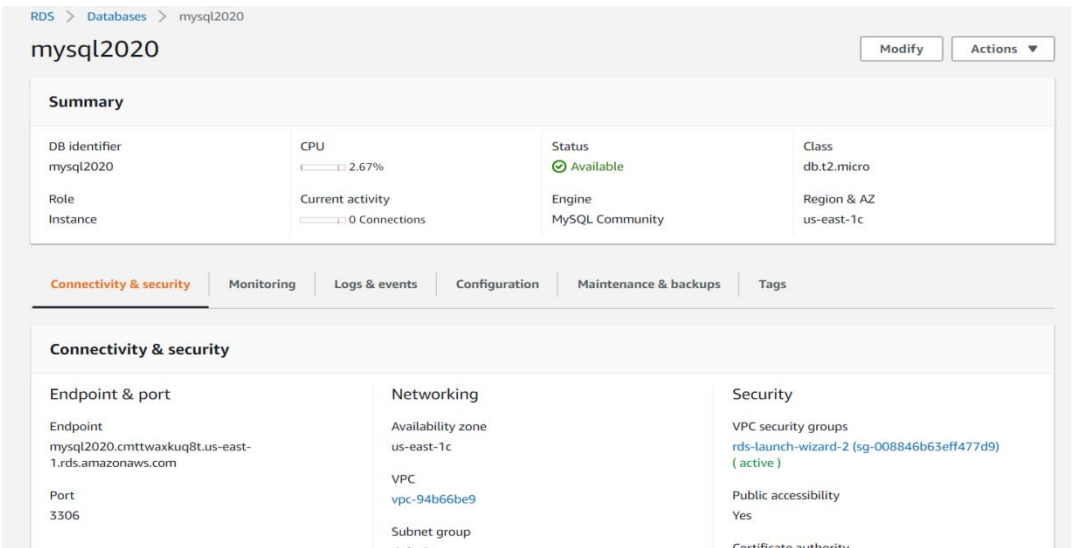 RDS > Databases > mysql2020
mysql2020
Modify
Actions
Summary
DB identifier
mysql2020
CPU
2.67%
Status
Available
Class
db.t2.micro
Role
Instance
Current activity
0 Connections
Engine
MySQL Community
Region & AZ
us-east-1c
Connectivity & security
Monitoring
Logs & events
Configuration
Maintenance & backups
Tags
Connectivity & security
Endpoint & port
Endpoint
mysql2020.cmttwaxkuq8t.us-east-
1.rds.amazonaws.com
Port
3306
Networking
Availability zone
us-east-1c
VPC
vpc-94b66be9
Subnet group
Security
VPC security groups
rds-launch-wizard-2 (sg-008846b63eff477d9)
( active )
Public accessibility
Yes
Certificate authority